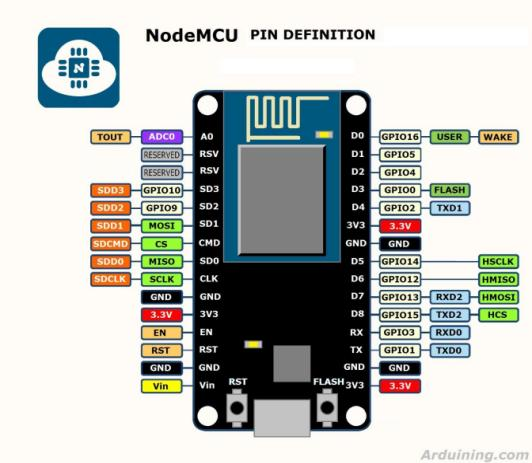 NodeMCU PIN DEFINITION
N
TOUT ADC0 A0 D0 GPIO16 USER WAKE
RESERVED RSV D1 GPIO5
RESERVED RSV D2 GPIO4
SDD3 GPIO10 SD3 D3 GPIO0 FLASH
SDD2 GPIO9 SD2 D4 GPIO2 TXD1
SDD1 MOSI SD1 3V3 3.3V
SDCMD CS CMD GND GND
SDD0 MISO SD0 D5 GPIO14 HSCLK
SDCLK SCLK CLK D6 GPIO12 HMISO
GND GND D7 GPIO13 RXD2 HMOSI
3.3V 3V3 D8 GPIO15 TXD2 HCS
EN EN RX GPIO3 RXD0
RST RST TX GPIO1 TXD0
GND GND GND GND
Vin Vin RST FLASH 3V3 3.3V
Arduining.com